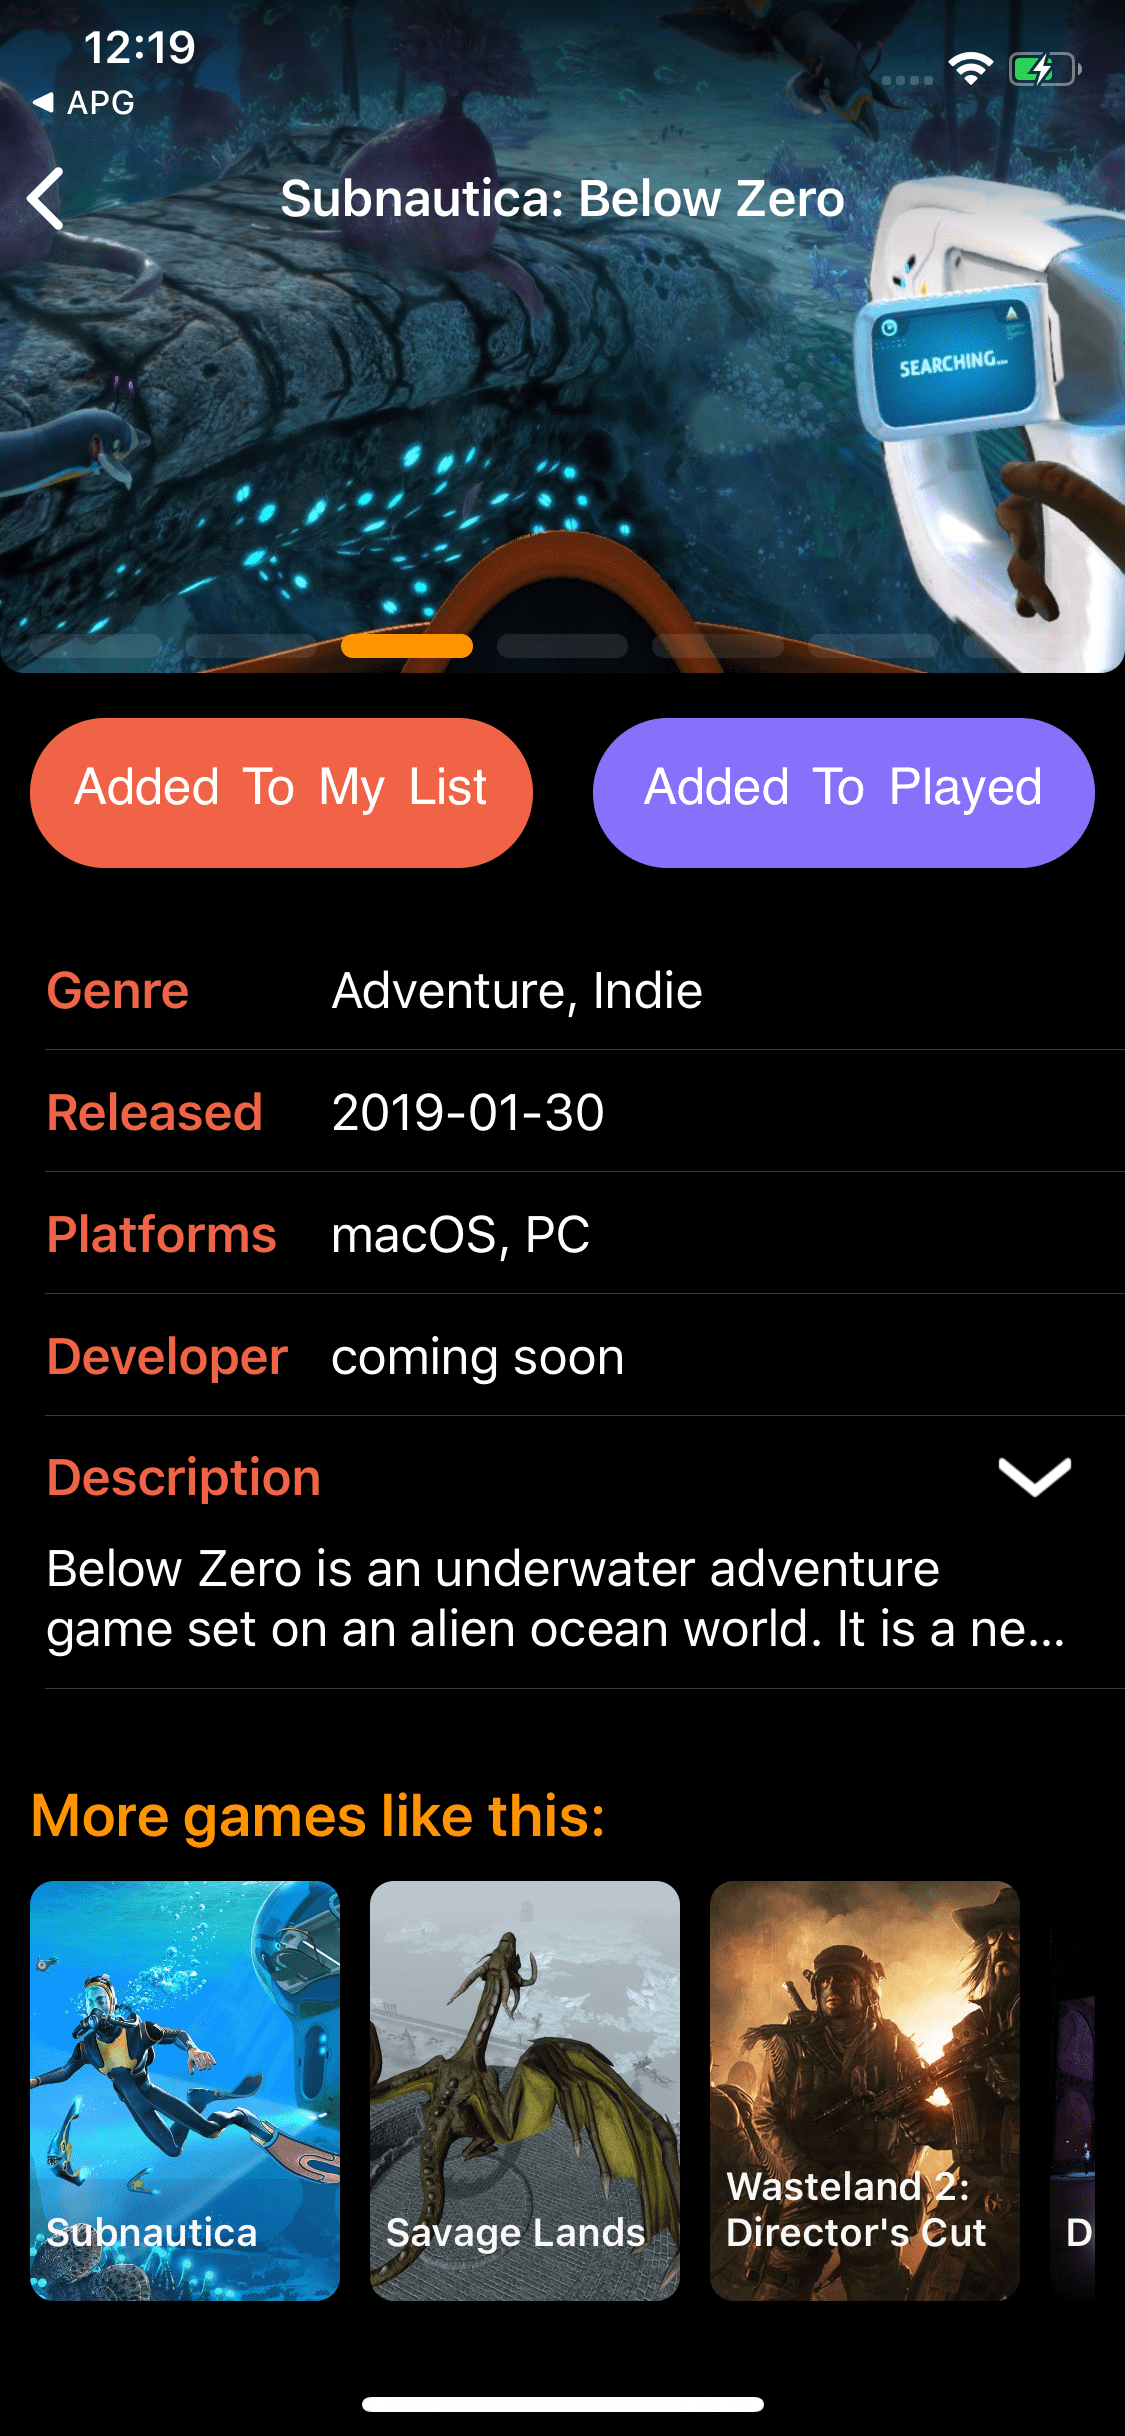 12:19
◀ APG
Subnautica: Below Zero
SEARCHING...
Added To My List
Added To Played
Genre
Adventure, Indie
Released
2019-01-30
Platforms
macOS, PC
Developer
coming soon
Description
Below Zero is an underwater adventure
game set on an alien ocean world. It is a ne...
More games like this:
Subnautica
Savage Lands
Wasteland 2:
Director's Cut
D